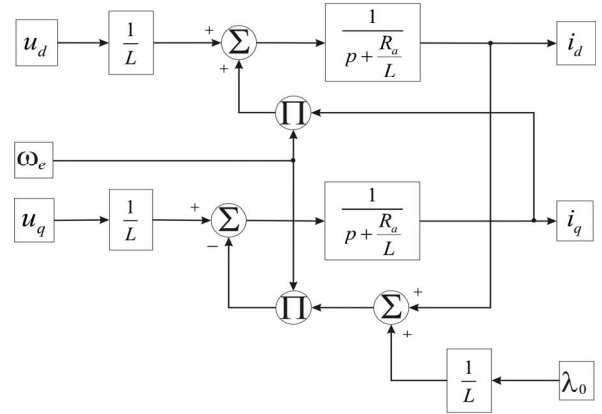 u_d
1/L
+
Σ
+
1/(p + R_a/L)
i_d
Π
ω_e
u_q
1/L
+
Σ
−
1/(p + R_a/L)
i_q
Π
Σ
+
+
1/L
λ_0